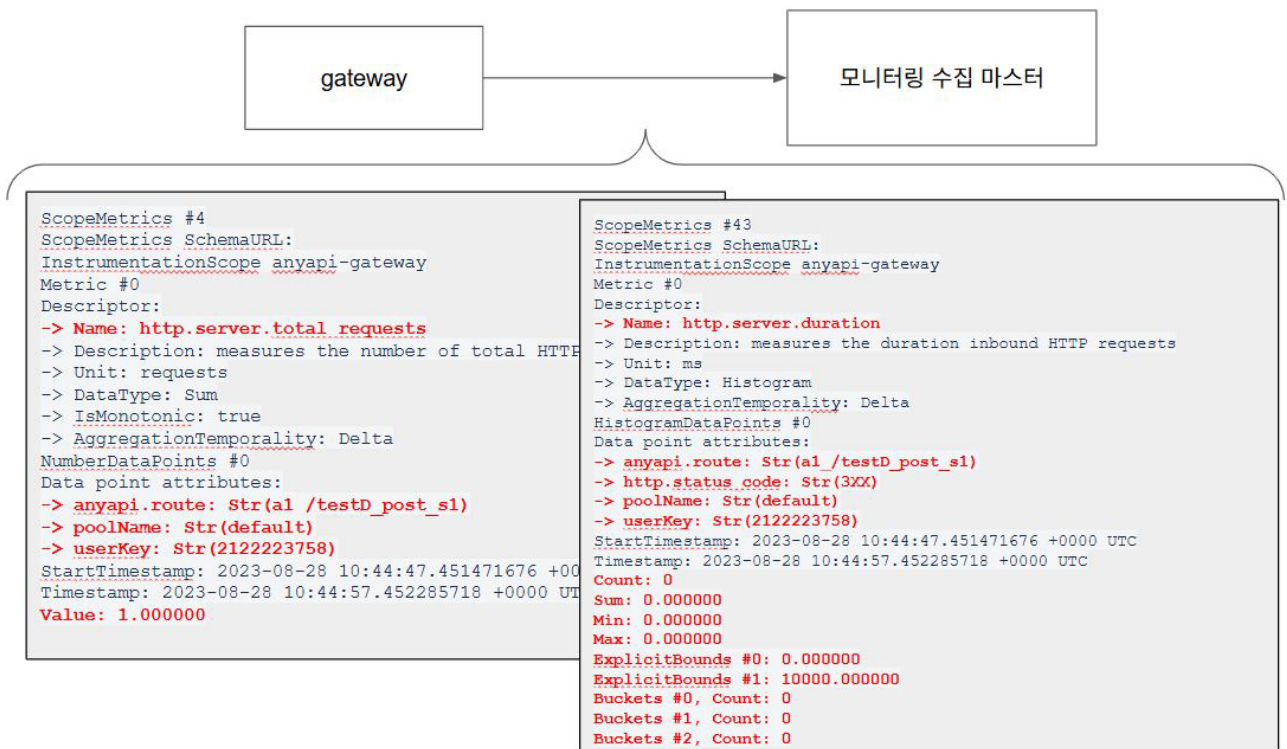 gateway
모니터링 수집 마스터
ScopeMetrics #4
ScopeMetrics SchemaURL:
InstrumentationScope anyapi-gateway
Metric #0
Descriptor:
-> Name: http.server.total_requests
-> Description: measures the number of total HTTP
-> Unit: requests
-> DataType: Sum
-> IsMonotonic: true
-> AggregationTemporality: Delta
NumberDataPoints #0
Data point attributes:
-> anyapi.route: Str(a1 /testD_post_s1)
-> poolName: Str(default)
-> userKey: Str(2122223758)
StartTimestamp: 2023-08-28 10:44:47.451471676 +00
Timestamp: 2023-08-28 10:44:57.452285718 +0000 UT
Value: 1.000000
ScopeMetrics #43
ScopeMetrics SchemaURL:
InstrumentationScope anyapi-gateway
Metric #0
Descriptor:
-> Name: http.server.duration
-> Description: measures the duration inbound HTTP requests
-> Unit: ms
-> DataType: Histogram
-> AggregationTemporality: Delta
HistogramDataPoints #0
Data point attributes:
-> anyapi.route: Str(a1_/testD_post_s1)
-> http.status_code: Str(3XX)
-> poolName: Str(default)
-> userKey: Str(2122223758)
StartTimestamp: 2023-08-28 10:44:47.451471676 +0000 UTC
Timestamp: 2023-08-28 10:44:57.452285718 +0000 UTC
Count: 0
Sum: 0.000000
Min: 0.000000
Max: 0.000000
ExplicitBounds #0: 0.000000
ExplicitBounds #1: 10000.000000
Buckets #0, Count: 0
Buckets #1, Count: 0
Buckets #2, Count: 0